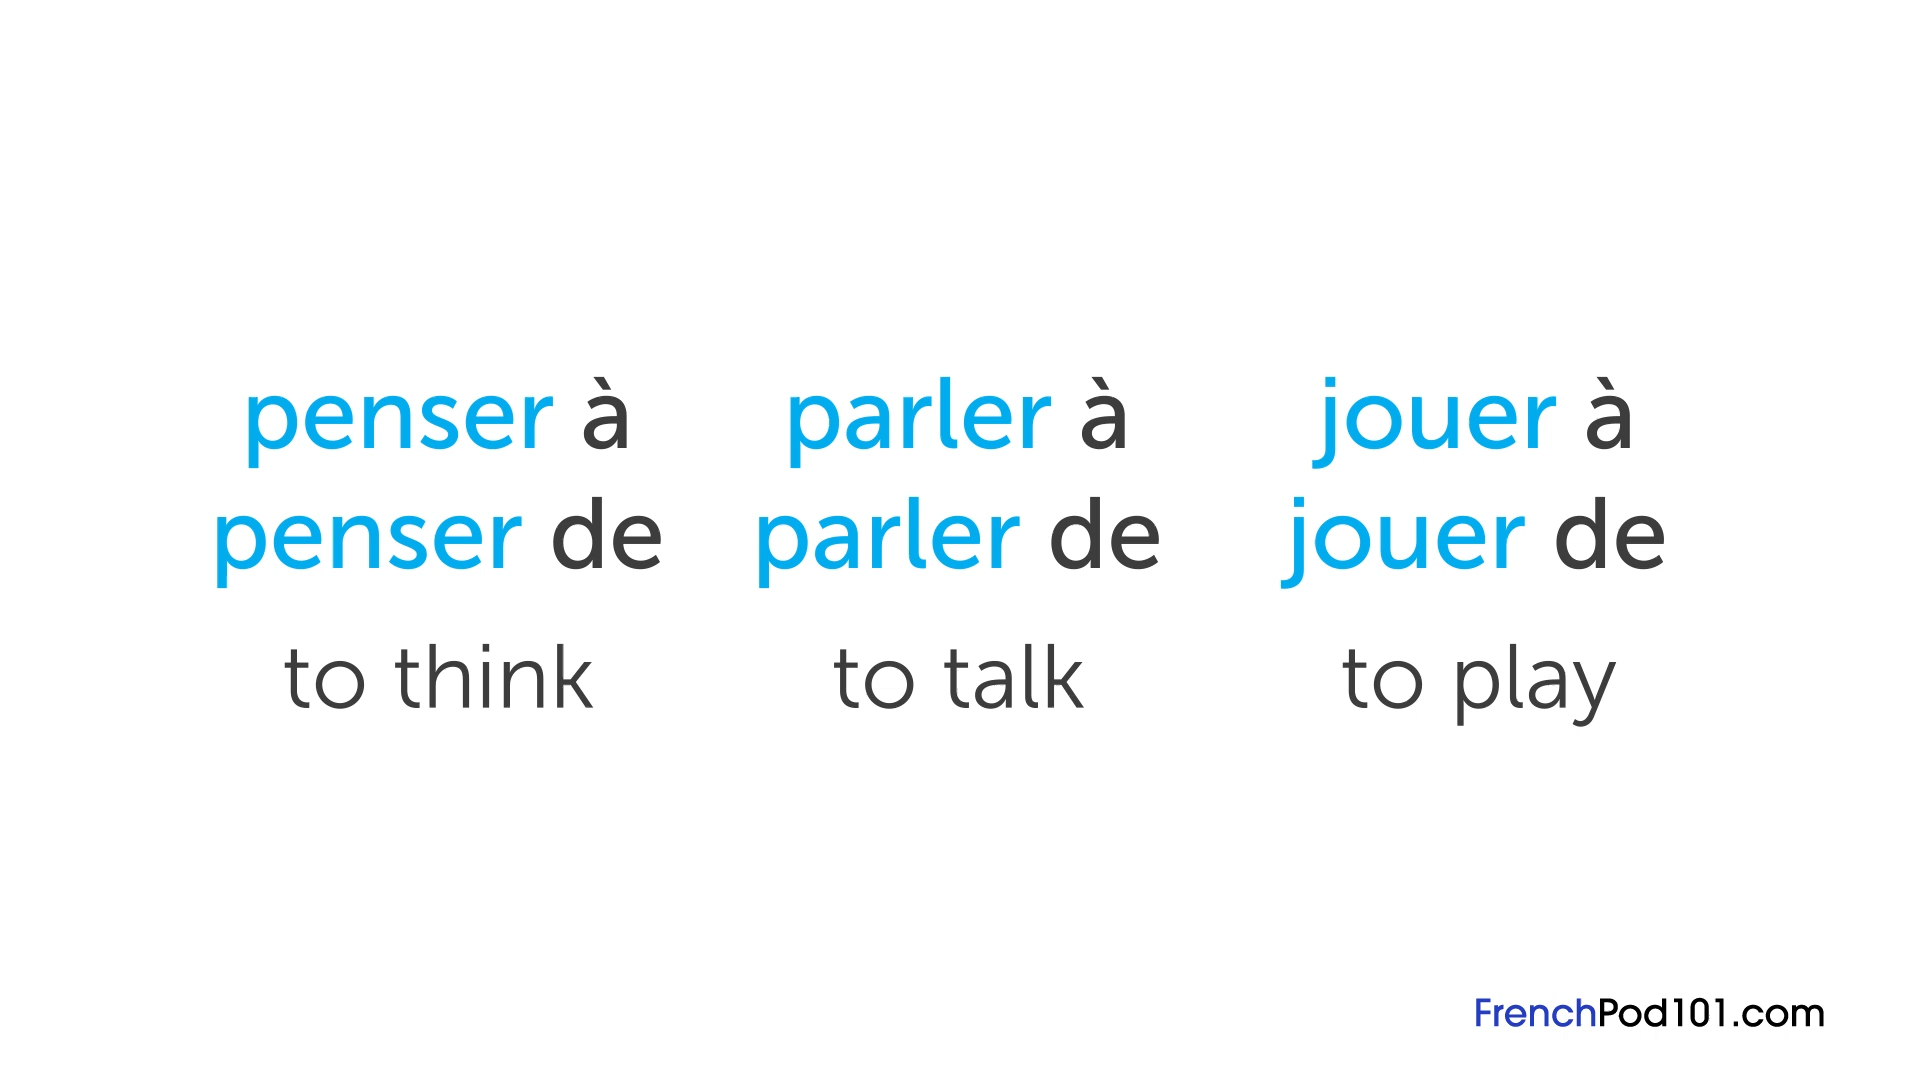 penser à
penser de
to think
parler à
parler de
to talk
jouer à
jouer de
to play
FrenchPod101.com